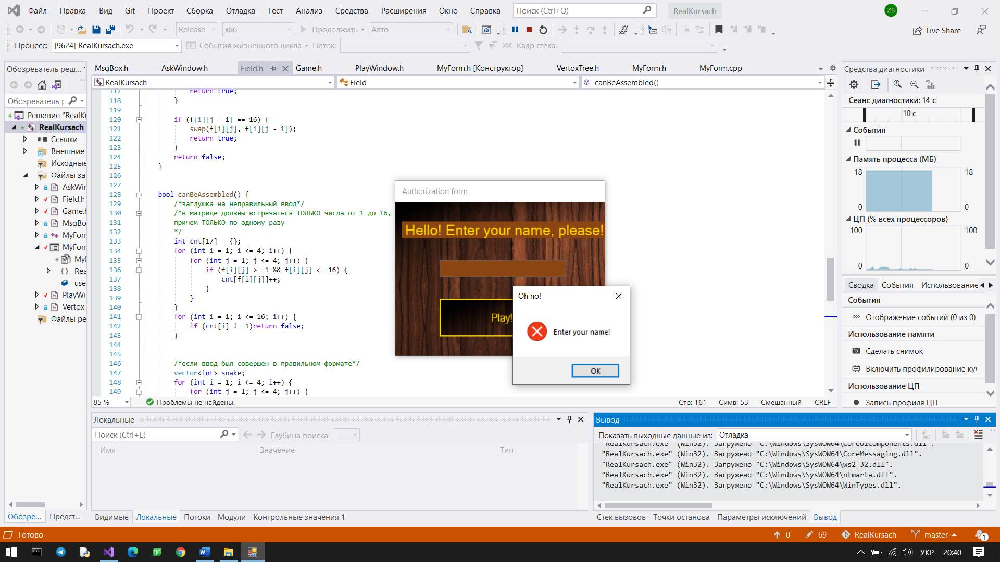 Файл Правка Вид Git Проект Сборка Отладка Тест Анализ Средства Расширения Окно Справка Поиск (Ctrl+Q) RealKursach ZB
Release x86 Продолжить Авто Live Share
Процесс: [9624] RealKursach.exe События жизненного цикла Поток: Кадр стека:
Обозреватель реш...
MsgBox.h AskWindow.h Field.h Game.h PlayWindow.h MyForm.h [Конструктор] VertoxTree.h MyForm.h MyForm.cpp
RealKursach Field canBeAssembled()
Обозреватель р
Решение "RealKu
RealKursach
Ссылки
Внешние
Исходные
Файлы за
AskWin
Field.h
Game.h
MsgBo
MyForm
MyForm
MyF
Rea
use
PlayWi
VertoxT
Файлы ре
Обозре... Предст...
117 return true;
118 }
119
120 if (f[i][j - 1] == 16) {
121 swap(f[i][j], f[i][j - 1]);
122 return true;
123 }
124 return false;
125 }
126
127
128 bool canBeAssembled() {
129 /*заглушка на неправильный ввод*/
130 /*в матрице должны встречаться ТОЛЬКО числа от 1 до 16,
131 причем ТОЛЬКО по одному разу
132 */
133 int cnt[17] = {};
134 for (int i = 1; i <= 4; i++) {
135 for (int j = 1; j <= 4; j++) {
136 if (f[i][j] >= 1 && f[i][j] <= 16) {
137 cnt[f[i][j]]++;
138 }
139 }
140 }
141 for (int i = 1; i <= 16; i++) {
142 if (cnt[i] != 1)return false;
143 }
144
145
146 /*если ввод был совершен в правильном формате*/
147 vector<int> snake;
148 for (int i = 1; i <= 4; i++) {
149 for (int j = 1; j <= 4; j++) {
85 % Проблемы не найдены. Стр: 161 Симв: 53 Смешанный CRLF
Authorization form
Hello! Enter your name, please!
Play!
Oh no!
Enter your name!
OK
Средства диагностики
Сеанс диагностики: 14 с
10 с
События
Память процесса (МБ)
18 18
0 0
ЦП (% всех процессоров)
100 100
0 0
Сводка События Использование
События
Отображение событий (0 из 0)
Использование памяти
Сделать снимок
Включить профилирование куч
Использование ЦП
Запись профиля ЦП
Локальные
Поиск (Ctrl+E) Глубина поиска:
Имя Значение Тип
Видимые Локальные Потоки Модули Контрольные значения 1
Вывод
Показать выходные данные из: Отладка
"RealKursach.exe" (Win32). Загружено "C:\Windows\SysWOW64\CoreUIComponents.dll".
"RealKursach.exe" (Win32). Загружено "C:\Windows\SysWOW64\CoreMessaging.dll".
"RealKursach.exe" (Win32). Загружено "C:\Windows\SysWOW64\ws2_32.dll".
"RealKursach.exe" (Win32). Загружено "C:\Windows\SysWOW64\ntmarta.dll".
"RealKursach.exe" (Win32). Загружено "C:\Windows\SysWOW64\WinTypes.dll".
Стек вызовов Точки останова Параметры исключений Вывод
Готово 0 69 RealKursach master 1
QC УКР 20:40